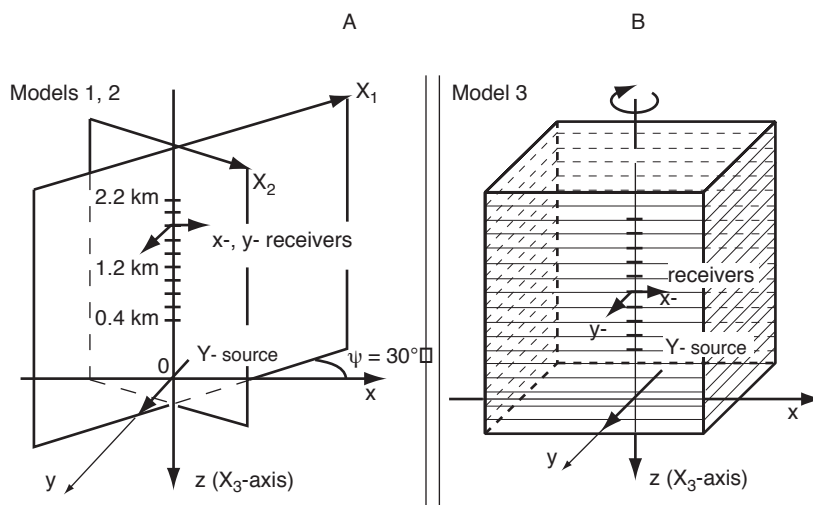 A
B
Models 1, 2
X1
X2
2.2 km
x-, y- receivers
1.2 km
0.4 km
Y- source
0
ψ = 30°
x
y
z (X3-axis)
Model 3
receivers
x-
y-
Y- source
x
y
z (X3-axis)